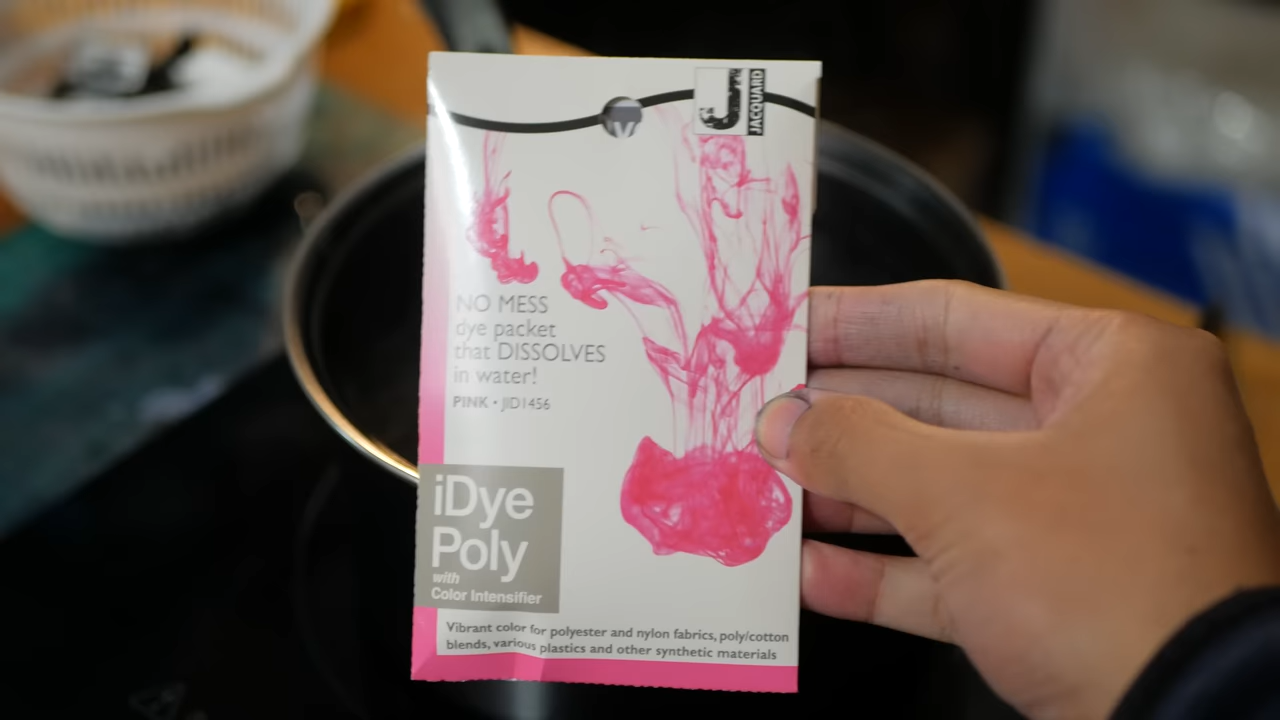 JACQUARD
NO MESS
dye packet
that DISSOLVES
in water!
PINK • JID1456
iDye
Poly
with
Color Intensifier
Vibrant color for polyester and nylon fabrics, poly/cotton
blends, various plastics and other synthetic materials